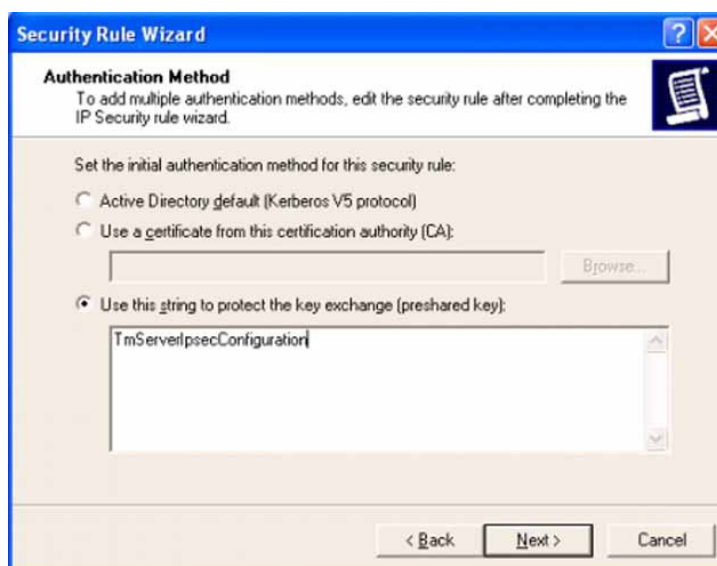 Security Rule Wizard
Authentication Method
To add multiple authentication methods, edit the security rule after completing the
IP Security rule wizard.
Set the initial authentication method for this security rule:
Active Directory default (Kerberos V5 protocol)
Use a certificate from this certification authority (CA):
Browse...
Use this string to protect the key exchange (preshared key):
TmServerIpsecConfiguration
< Back
Next >
Cancel